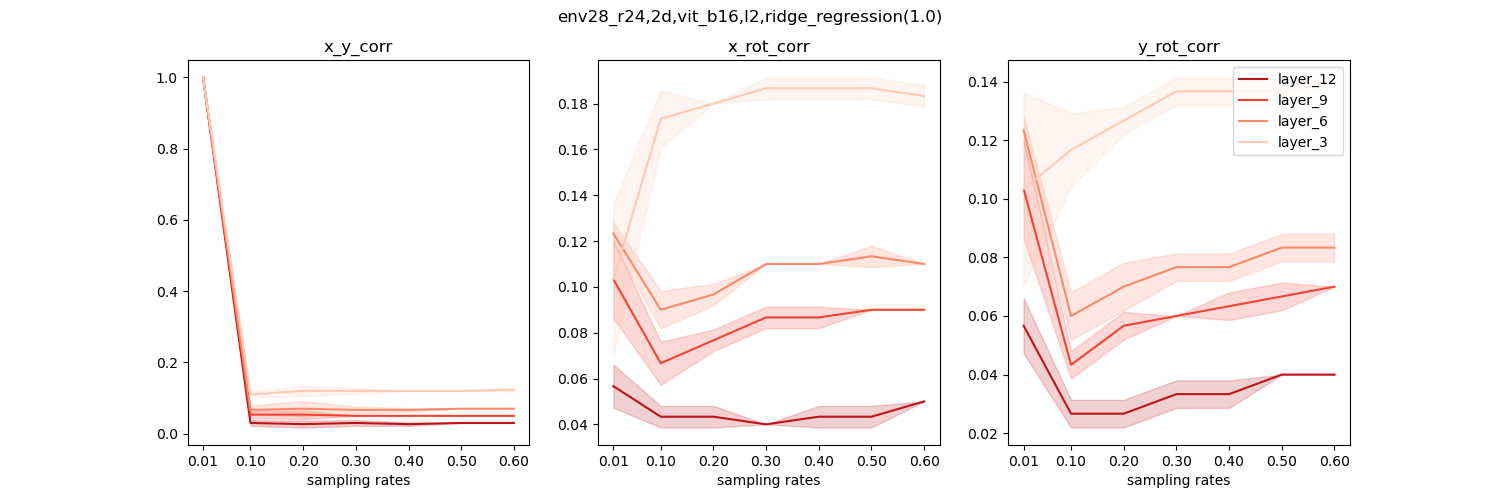 env28_r24,2d,vit_b16,l2,ridge_regression(1.0)
x_y_corr
1.0
0.8
0.6
0.4
0.2
0.0
0.01 0.10 0.20 0.30 0.40 0.50 0.60
sampling rates
x_rot_corr
0.18
0.16
0.14
0.12
0.10
0.08
0.06
0.04
0.01 0.10 0.20 0.30 0.40 0.50 0.60
sampling rates
y_rot_corr
0.14
0.12
0.10
0.08
0.06
0.04
0.02
0.01 0.10 0.20 0.30 0.40 0.50 0.60
sampling rates
layer_12
layer_9
layer_6
layer_3